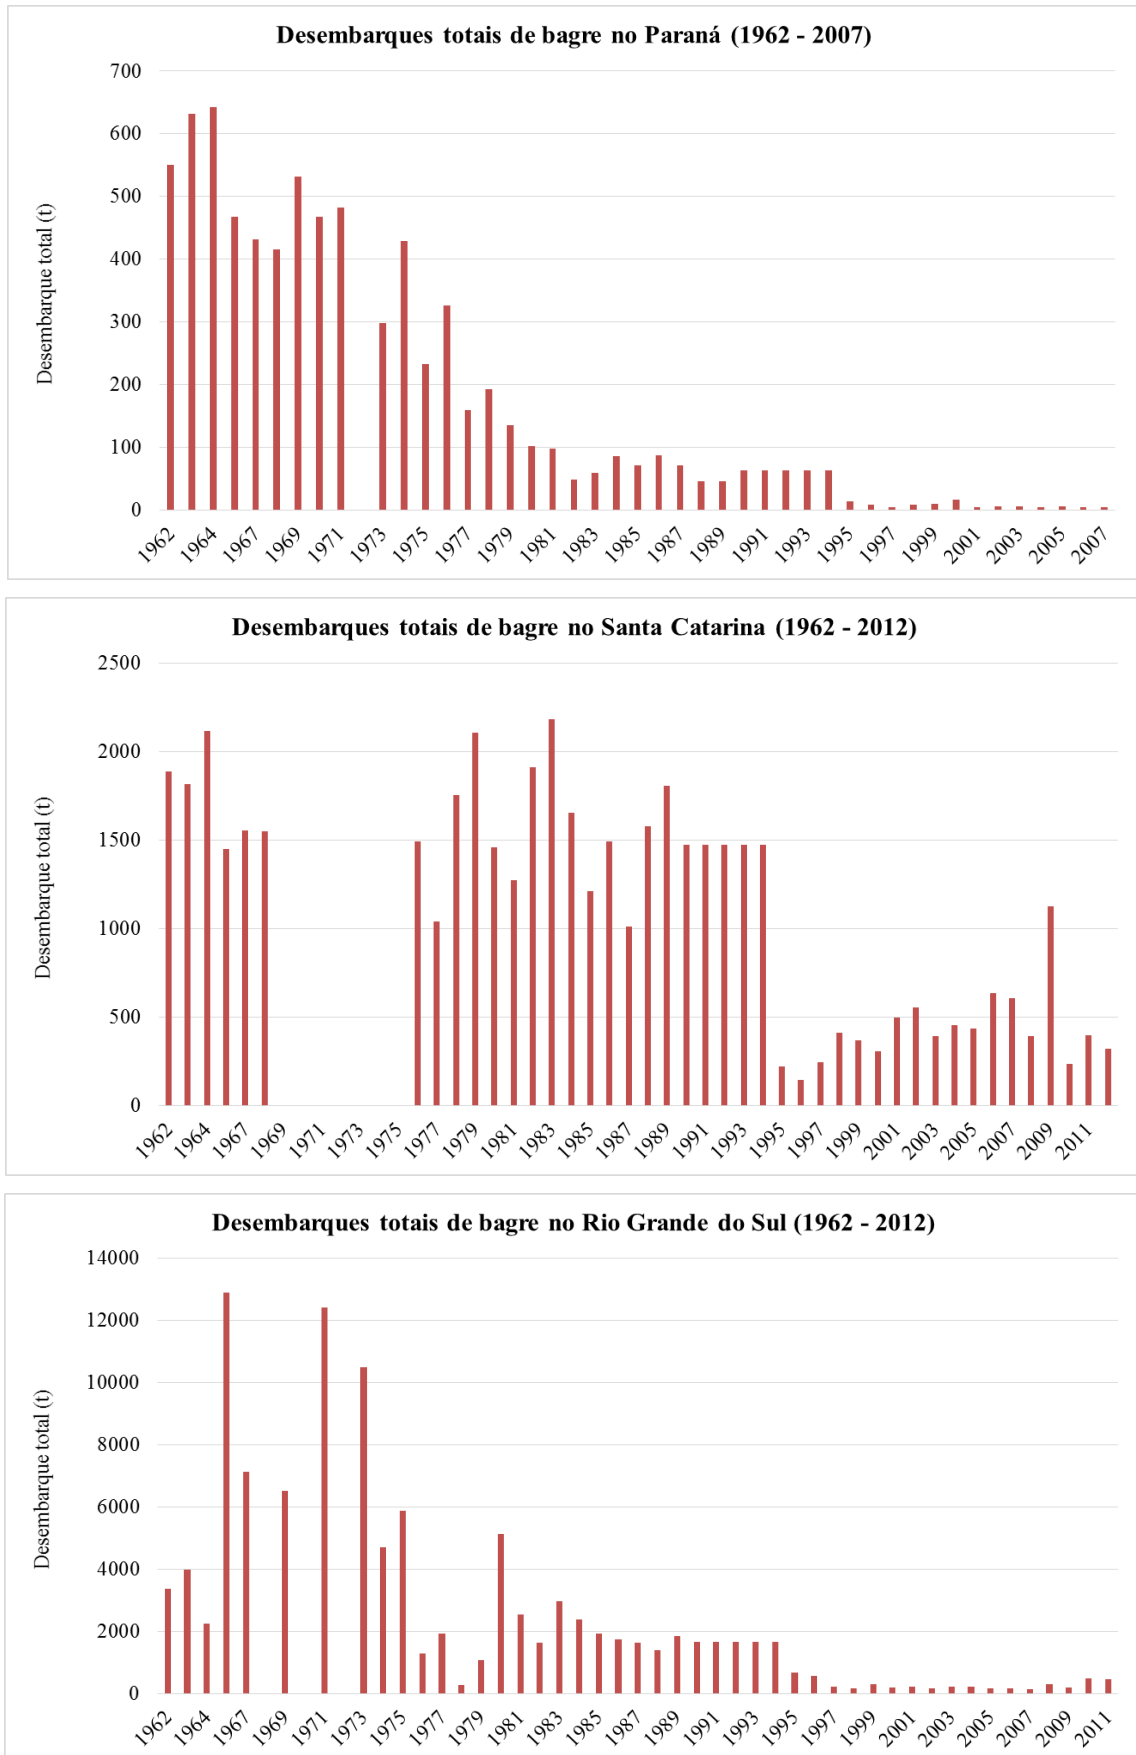 Desembarques totais de bagre no Paraná (1962 - 2007)
Desembarque total (t)
700
600
500
400
300
200
100
0
1962 1964 1967 1969 1971 1973 1975 1977 1979 1981 1983 1985 1987 1989 1991 1993 1995 1997 1999 2001 2003 2005 2007
Desembarques totais de bagre no Santa Catarina (1962 - 2012)
Desembarque total (t)
2500
2000
1500
1000
500
0
1962 1964 1967 1969 1971 1973 1975 1977 1979 1981 1983 1985 1987 1989 1991 1993 1995 1997 1999 2001 2003 2005 2007 2009 2011
Desembarques totais de bagre no Rio Grande do Sul (1962 - 2012)
Desembarque total (t)
14000
12000
10000
8000
6000
4000
2000
0
1962 1964 1967 1969 1971 1973 1975 1977 1979 1981 1983 1985 1987 1989 1991 1993 1995 1997 1999 2001 2003 2005 2007 2009 2011